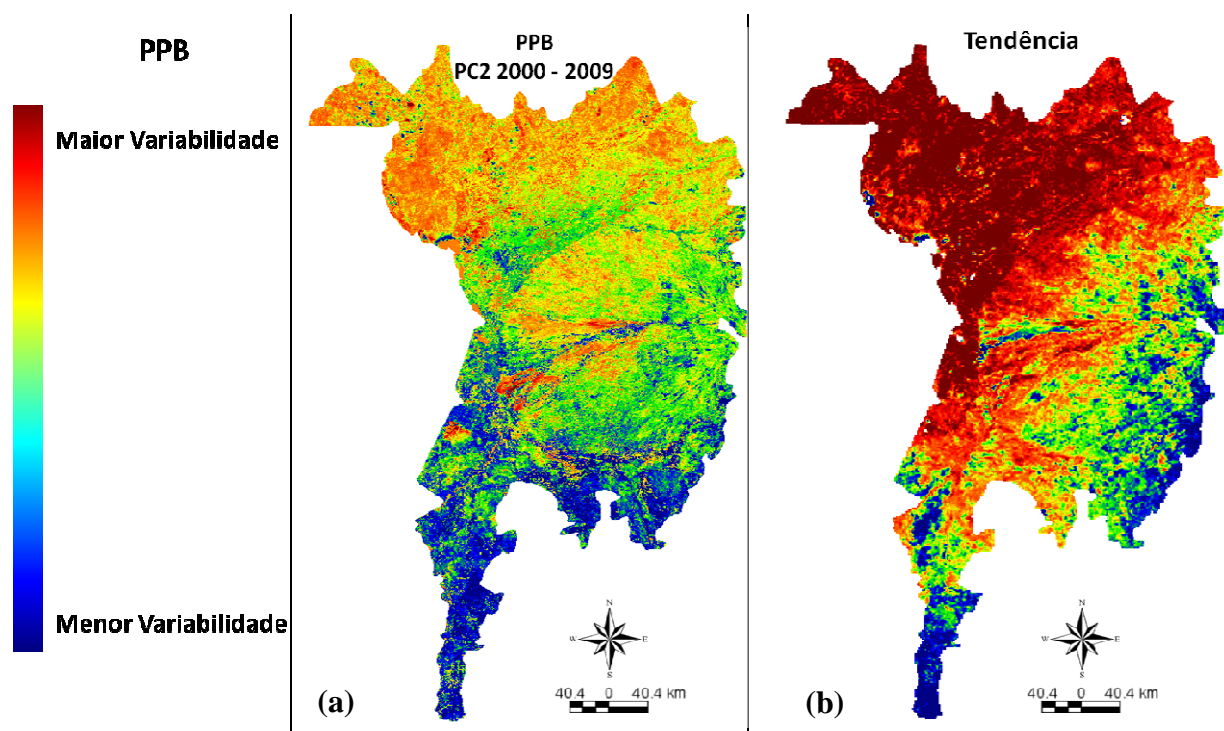 PPB
Maior Variabilidade
Menor Variabilidade
PPB
PC2 2000 - 2009
N
W
E
S
40.4 0 40.4 km
(a)
Tendência
N
W
E
S
40.4 0 40.4 km
(b)